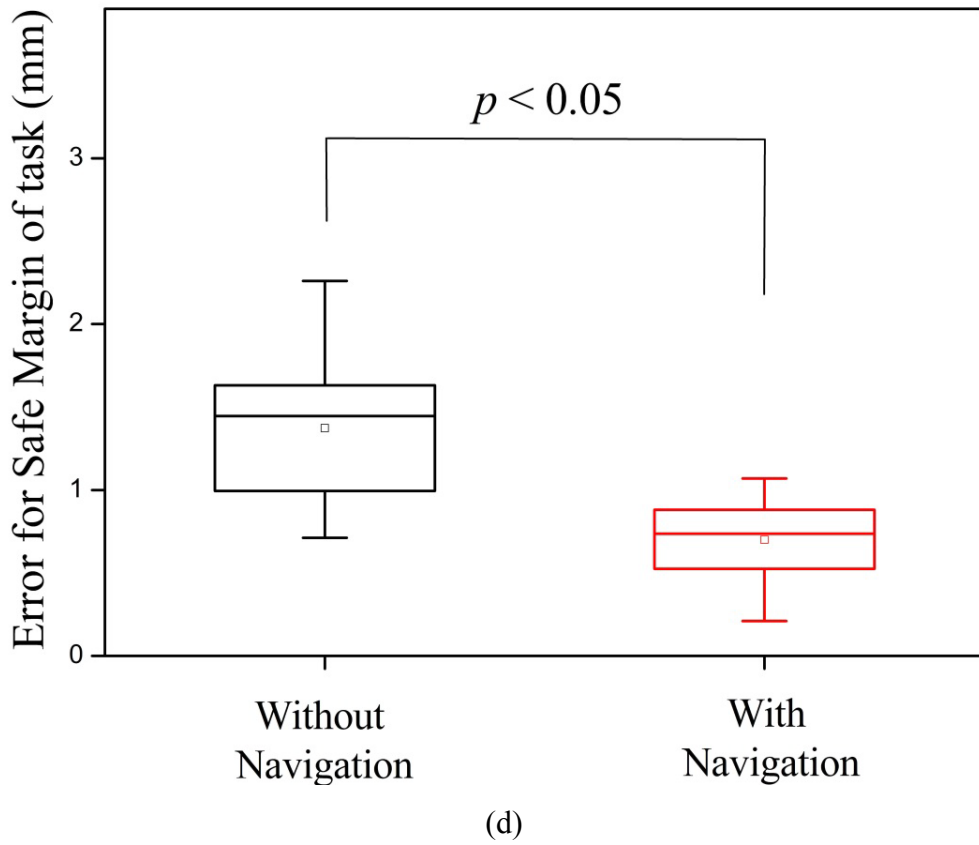 Error for Safe Margin of task (mm)
3
2
1
0
p < 0.05
Without
Navigation
With
Navigation
(d)